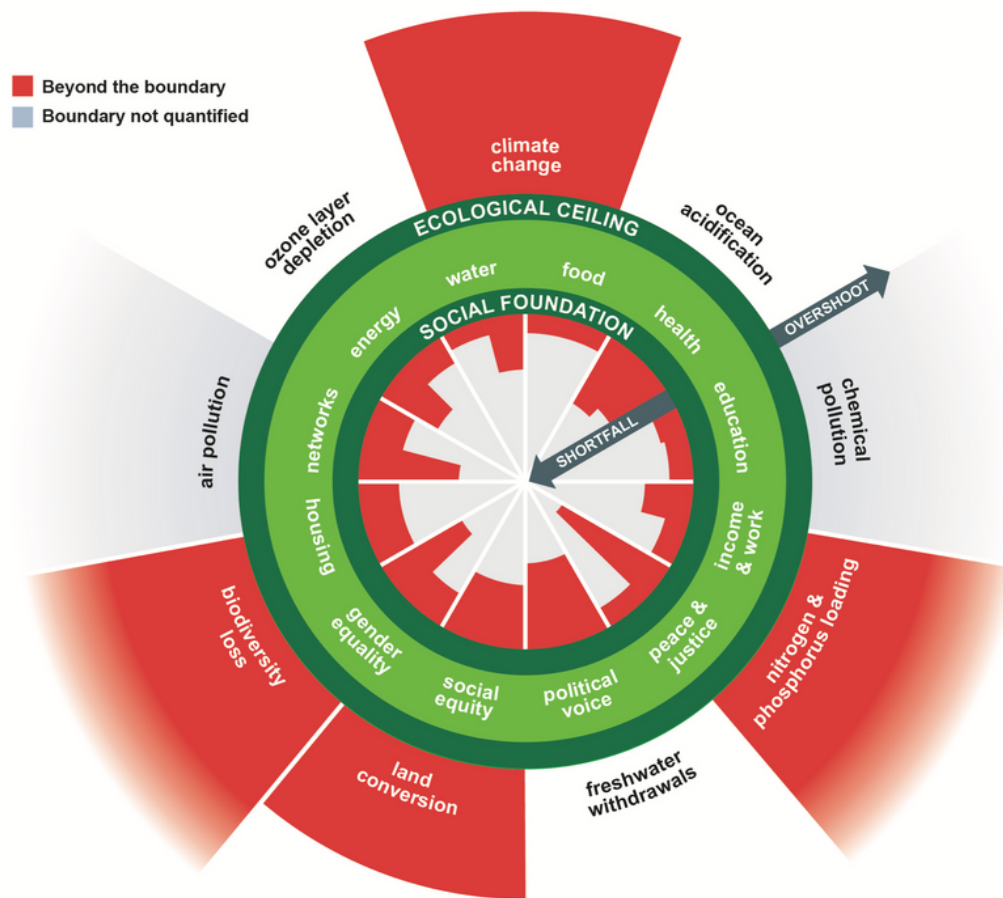 Beyond the boundary
Boundary not quantified
climate
change
ozone layer
depletion
ocean
acidification
ECOLOGICAL CEILING
OVERSHOOT
water
food
energy
health
SOCIAL FOUNDATION
networks
education
SHORTFALL
air pollution
chemical
pollution
housing
income
& work
gender
equality
peace &
justice
social
equity
political
voice
biodiversity
loss
nitrogen &
phosphorus loading
land
conversion
freshwater
withdrawals